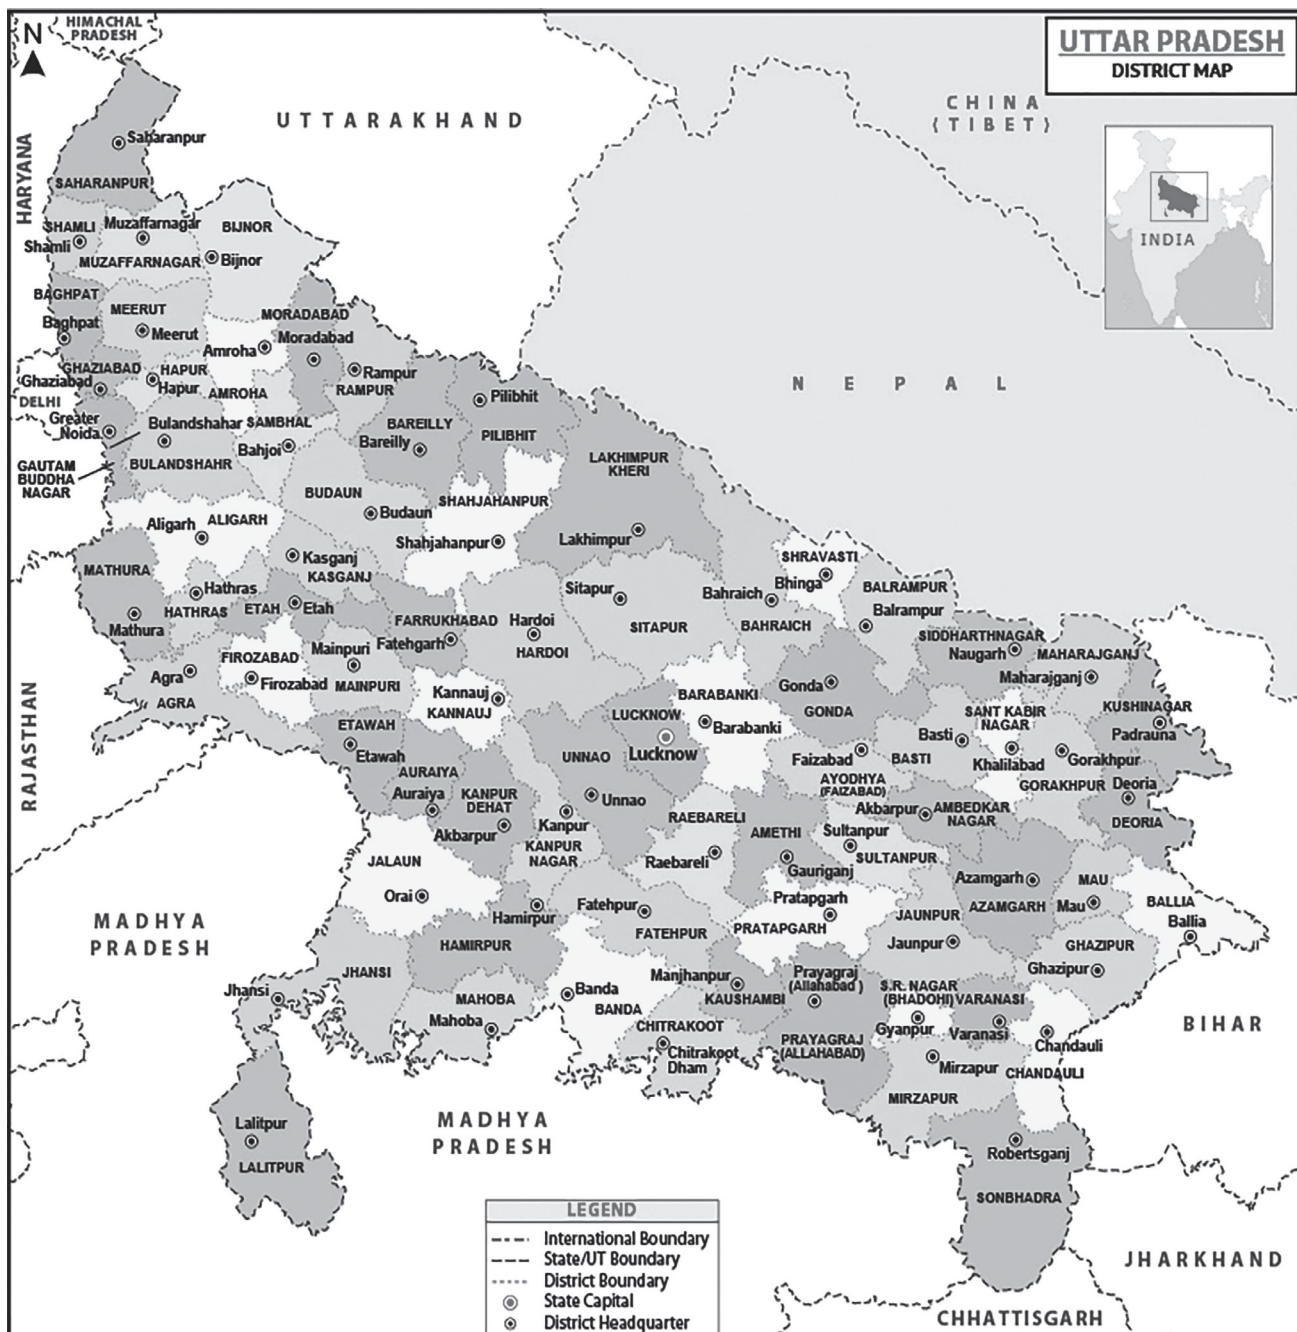 HIMACHAL
PRADESH
N
UTTAR PRADESH
DISTRICT MAP
UTTARAKHAND
CHINA
(TIBET)
HARYANA
Saharanpur
SAHARANPUR
INDIA
SHAMLI
Shamli
Muzaffarnagar
MUZAFFARNAGAR
BIJNOR
Bijnor
BAGHPAT
Baghpat
MEERUT
Meerut
MORADABAD
Moradabad
Amroha
AMROHA
GHAZIABAD
Ghaziabad
HAPUR
Hapur
DELHI
Rampur
RAMPUR
Pilibhit
PILIBHIT
NEPAL
Greater
Noida
Bulandshahar
BULANDSHAHR
SAMBHAL
Bahjoi
BAREILLY
Bareilly
GAUTAM
BUDDHA
NAGAR
LAKHIMPUR
KHERI
Lakhimpur
BUDAUN
Budaun
SHAHJAHANPUR
Shahjahanpur
Aligarh
ALIGARH
Kasganj
KASGANJ
MATHURA
Mathura
Hathras
HATHRAS
ETAH
Etah
FARRUKHABAD
Fatehgarh
Hardoi
HARDOI
Sitapur
SITAPUR
Bahraich
BAHRAICH
SHRAVASTI
Bhinga
BALRAMPUR
Balrampur
SIDDHARTHNAGAR
Naugarh
MAHARAJGANJ
Maharajganj
RAJASTHAN
Agra
AGRA
FIROZABAD
Firozabad
Mainpuri
MAINPURI
Kannauj
KANNAUJ
BARABANKI
Barabanki
Gonda
GONDA
SANT KABIR
NAGAR
Khalilabad
KUSHINAGAR
Padrauna
ETAWAH
Etawah
LUCKNOW
Lucknow
UNNAO
Unnao
Faizabad
AYODHYA
(FAIZABAD)
Basti
BASTI
Gorakhpur
GORAKHPUR
Deoria
DEORIA
AURAIYA
Auraiya
KANPUR
DEHAT
Akbarpur
Kanpur
KANPUR
NAGAR
RAEBARELI
Raebareli
AMETHI
Gauriganj
Sultanpur
SULTANPUR
Akbarpur
AMBEDKAR
NAGAR
JALAUN
Orai
Azamgarh
AZAMGARH
MAU
Mau
BALLIA
Ballia
MADHYA
PRADESH
Hamirpur
HAMIRPUR
Fatehpur
FATEHPUR
Pratapgarh
PRATAPGARH
JAUNPUR
Jaunpur
GHAZIPUR
Ghazipur
JHANSI
Jhansi
MAHOBA
Mahoba
Banda
BANDA
Manjhanpur
KAUSHAMBI
Prayagraj
(Allahabad )
PRAYAGRAJ
(ALLAHABAD)
S.R. NAGAR
(BHADOHI)
Gyanpur
VARANASI
Varanasi
Chandauli
CHANDAULI
BIHAR
CHITRAKOOT
Chitrakoot
Dham
Mirzapur
MIRZAPUR
MADHYA
PRADESH
Lalitpur
LALITPUR
Robertsganj
SONBHADRA
LEGEND
International Boundary
State/UT Boundary
District Boundary
State Capital
District Headquarter
JHARKHAND
CHHATTISGARH